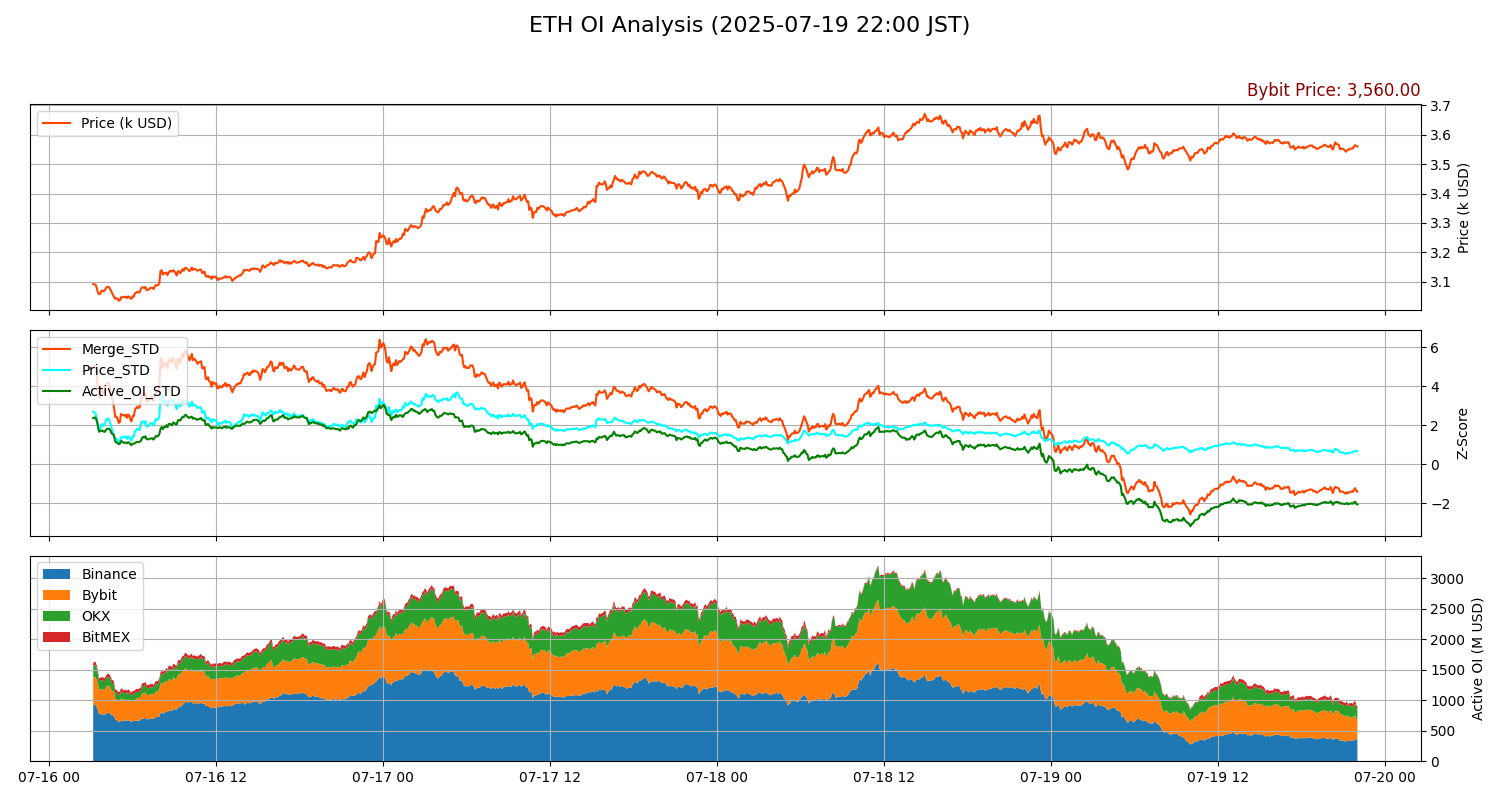 ETH OI Analysis (2025-07-19 22:00 JST)
Bybit Price: 3,560.00
Price (k USD)
3.7
3.6
3.5
3.4
3.3
3.2
3.1
Price (k USD)
Merge_STD
Price_STD
Active_OI_STD
6
4
2
0
−2
Z-Score
Binance
Bybit
OKX
BitMEX
3000
2500
2000
1500
1000
500
0
Active OI (M USD)
07-16 00 07-16 12 07-17 00 07-17 12 07-18 00 07-18 12 07-19 00 07-19 12 07-20 00